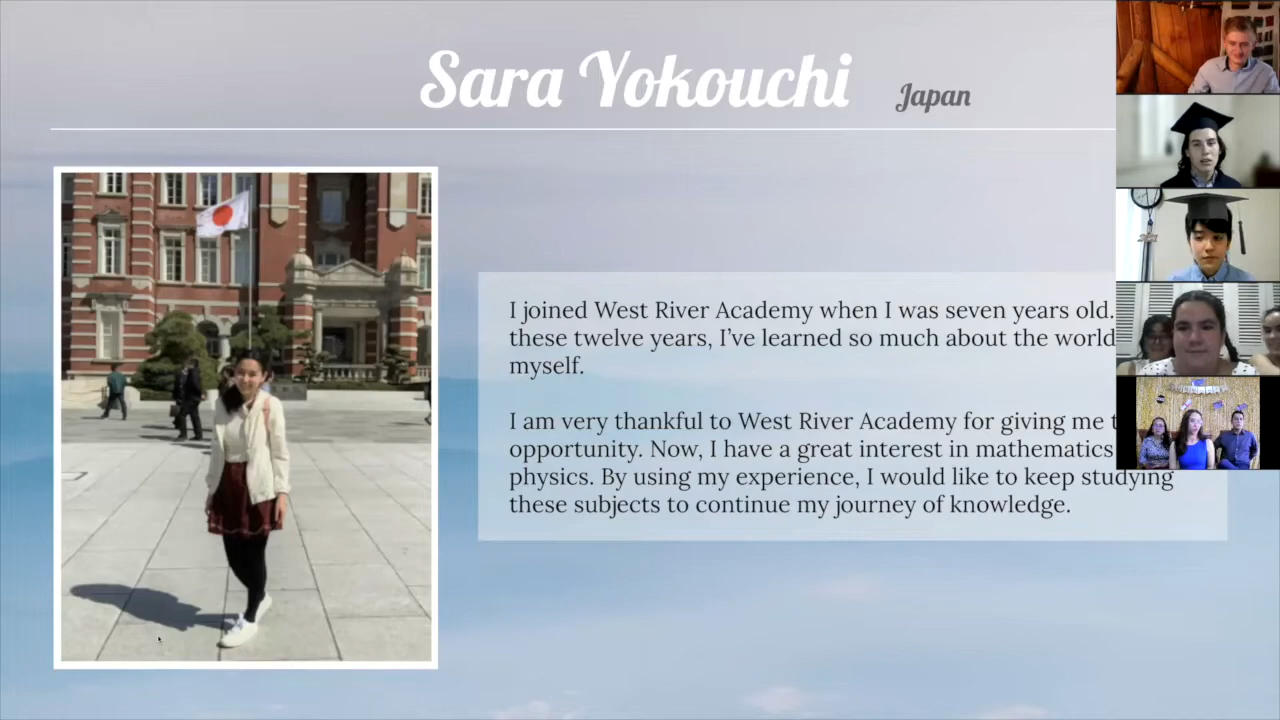 Sara Yokouchi Japan
I joined West River Academy when I was seven years old.
these twelve years, I've learned so much about the world
myself.
I am very thankful to West River Academy for giving me t
opportunity. Now, I have a great interest in mathematics
physics. By using my experience, I would like to keep studying
these subjects to continue my journey of knowledge.